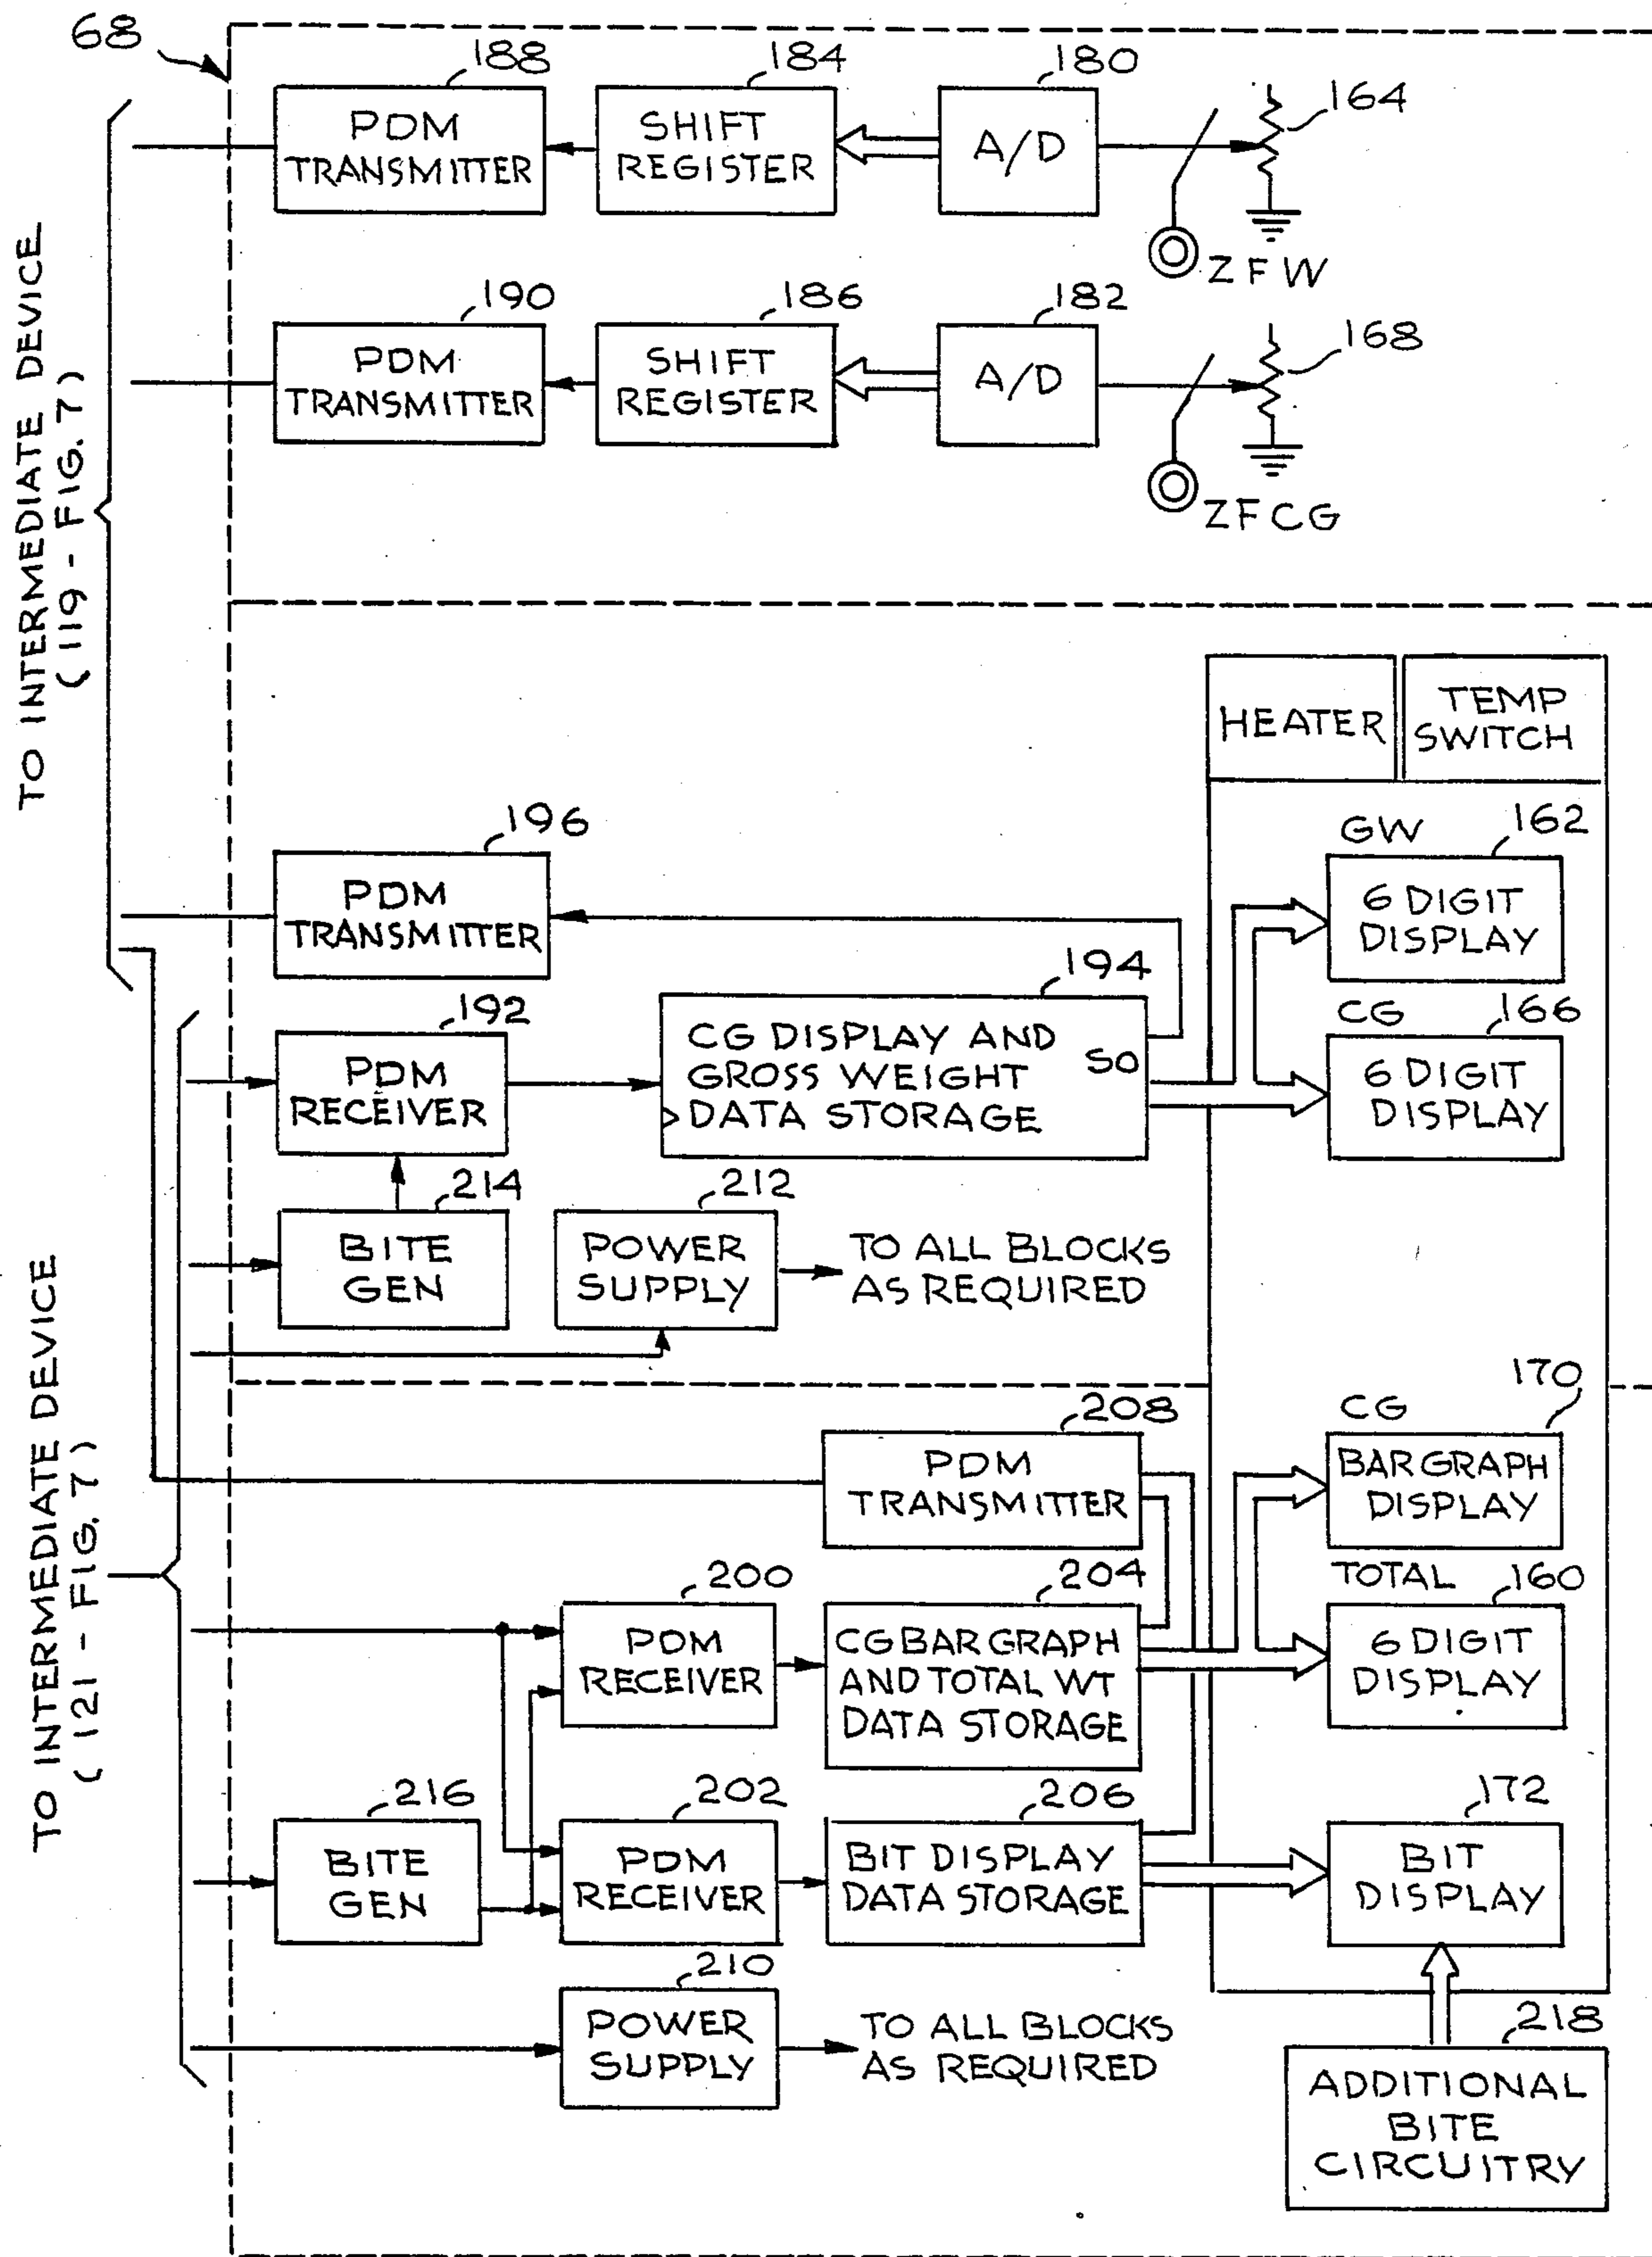 68
188
184
180
164
PDM
TRANSMITTER
SHIFT
REGISTER
A/D
ZFW
190
186
182
168
PDM
TRANSMITTER
SHIFT
REGISTER
A/D
ZFCG
TO INTERMEDIATE DEVICE
(119 - FIG. 7)
HEATER
TEMP
SWITCH
196
PDM
TRANSMITTER
GW
162
6 DIGIT
DISPLAY
194
CG DISPLAY AND
GROSS WEIGHT
DATA STORAGE
SO
CG
166
6 DIGIT
DISPLAY
192
PDM
RECEIVER
214
BITE
GEN
212
POWER
SUPPLY
TO ALL BLOCKS
AS REQUIRED
TO INTERMEDIATE DEVICE
(121 - FIG. 7)
208
PDM
TRANSMITTER
170
CG
BAR GRAPH
DISPLAY
200
PDM
RECEIVER
204
CG BAR GRAPH
AND TOTAL WT
DATA STORAGE
TOTAL
160
6 DIGIT
DISPLAY
216
BITE
GEN
202
PDM
RECEIVER
206
BIT DISPLAY
DATA STORAGE
172
BIT
DISPLAY
210
POWER
SUPPLY
TO ALL BLOCKS
AS REQUIRED
218
ADDITIONAL
BITE
CIRCUITRY